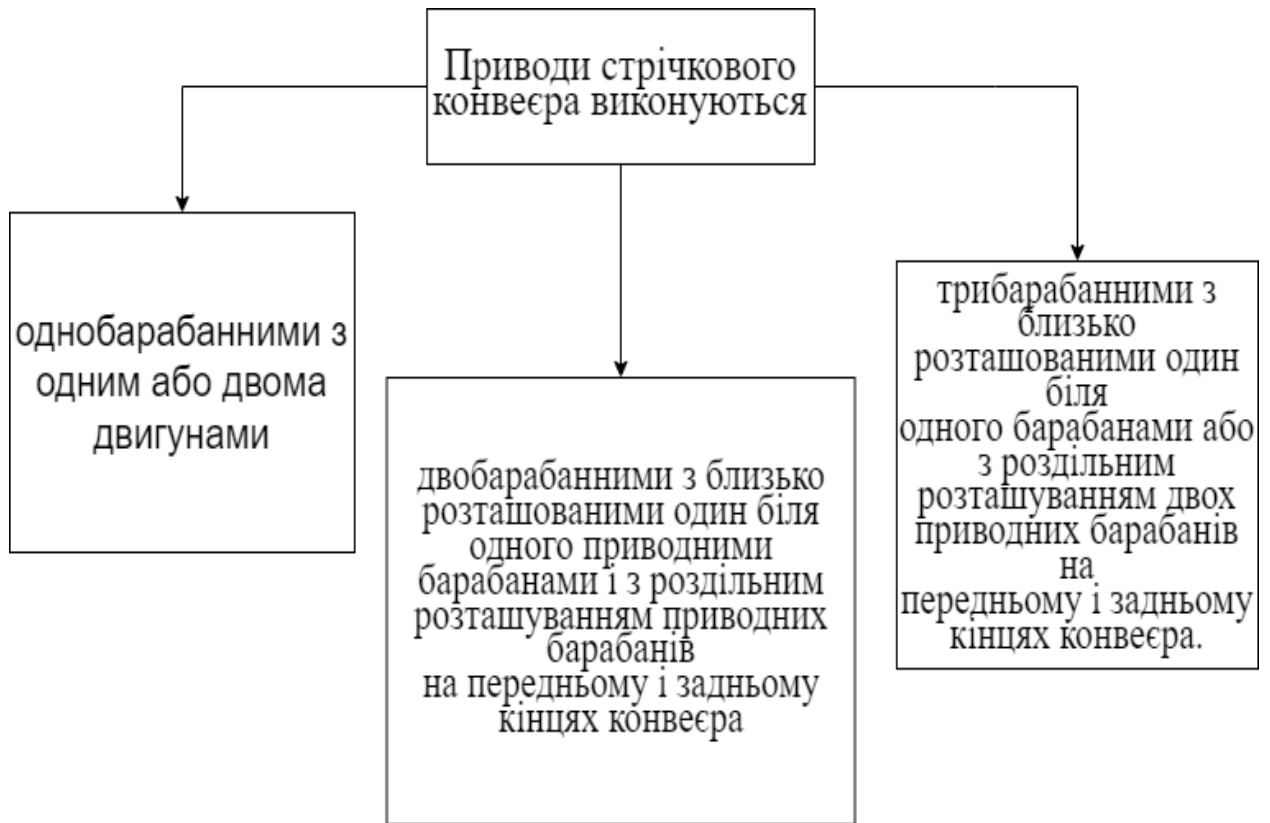 Приводи стрічкового
конвеєра виконуються
однобарабанними з
одним або двома
двигунами
двобарабанними з близько
розташованими один біля
одного приводними
барабанами і з роздільним
розташуванням приводних
барабанів
на передньому і задньому
кінцях конвеєра
трибарабанними з
близько
розташованими один
біля
одного барабанами або
з роздільним
розташуванням двох
приводних барабанів
на
передньому і задньому
кінцях конвеєра.